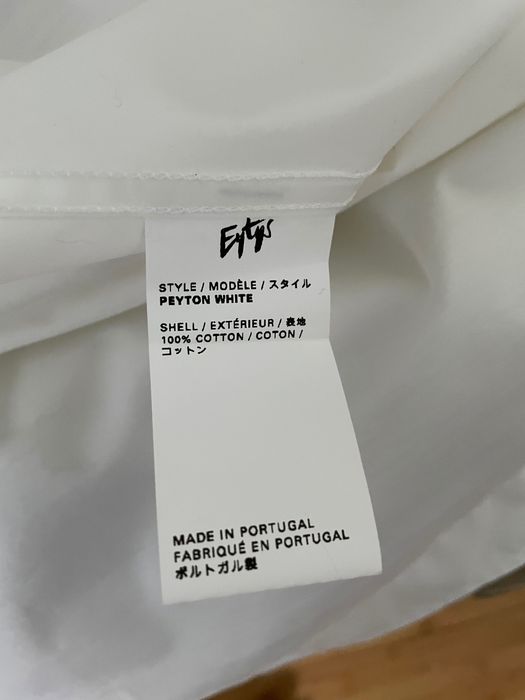 Eytys
STYLE / MODÈLE / スタイル
PEYTON WHITE
SHELL / EXTÉRIEUR /表地
100% COTTON / COTON /
コットン
MADE IN PORTUGAL
FABRIQUÉ EN PORTUGAL
ポルトガル製